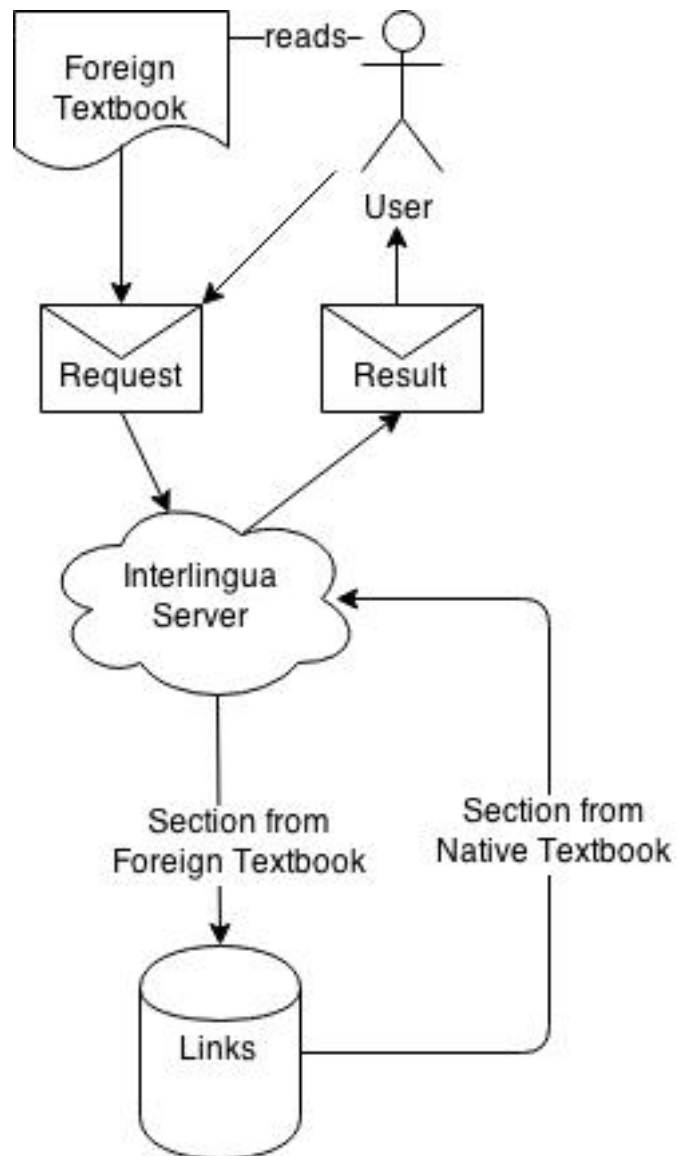 Foreign
Textbook
reads
User
Request
Result
Interlingua
Server
Section from
Foreign Textbook
Section from
Native Textbook
Links